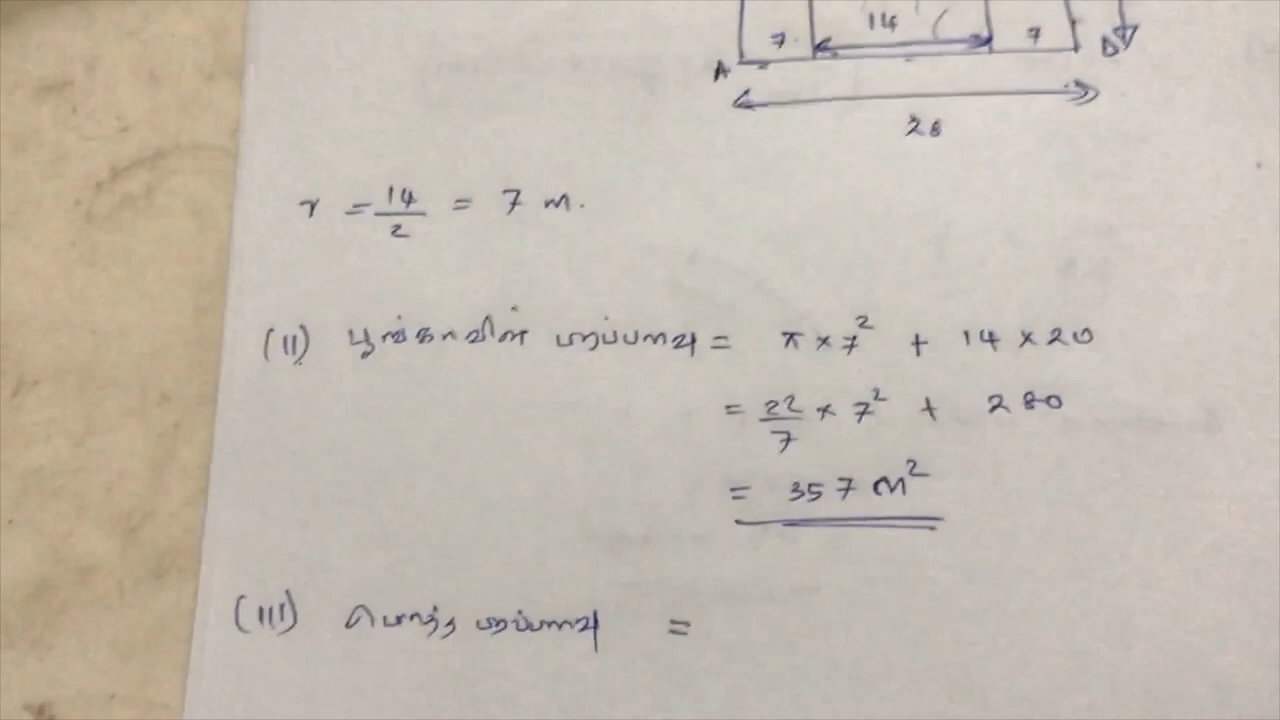 7 14 7
A D
28
r = 14/2 = 7 m.
(II) பூங்காவின் பரப்பளவு = π × 7² + 14 × 20
= 22/7 × 7² + 280
= 357 m²
(III) மொத்த பரப்பளவு =